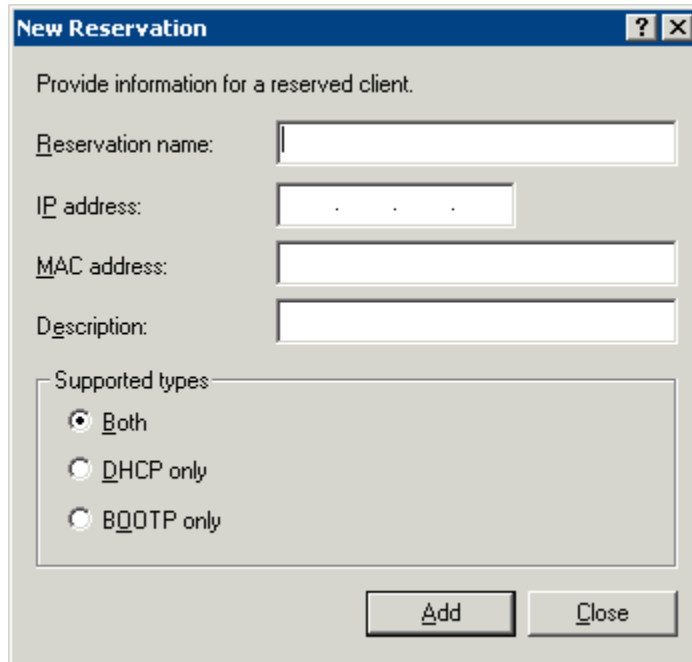 New Reservation
Provide information for a reserved client.
Reservation name:
IP address:
. . .
MAC address:
Description:
Supported types
Both
DHCP only
BOOTP only
Add Close